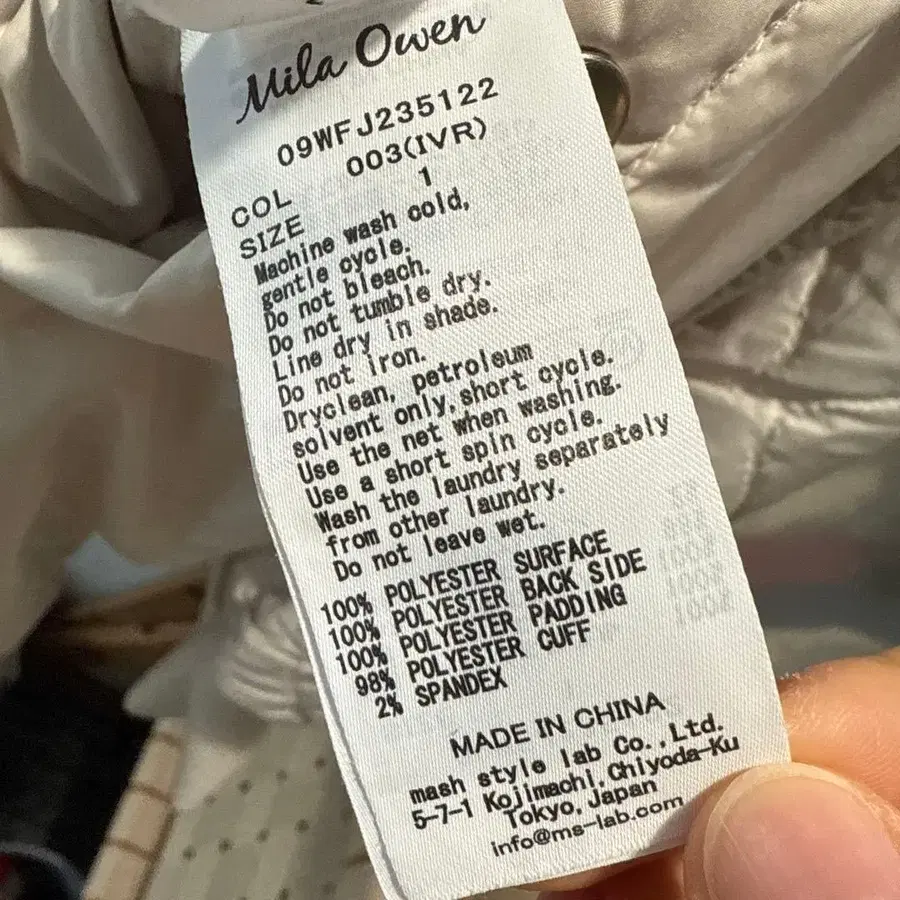 Mila Owen
09WFJ235122
COL 003(IVR)
SIZE 1
Machine wash cold,
gentle cycle.
Do not bleach.
Do not tumble dry.
Line dry in shade.
Do not iron.
Dryclean, petroleum
solvent only,short cycle.
Use the net when washing.
Use a short spin cycle.
Wash the laundry separately
from other laundry.
Do not leave wet.
100% POLYESTER SURFACE
100% POLYESTER BACK SIDE
100% POLYESTER PADDING
98% POLYESTER CUFF
2% SPANDEX
MADE IN CHINA
mash style lab Co.,Ltd.
5-7-1 Kojimachi,Chiyoda-Ku
Tokyo, Japan
info@ms-lab.com